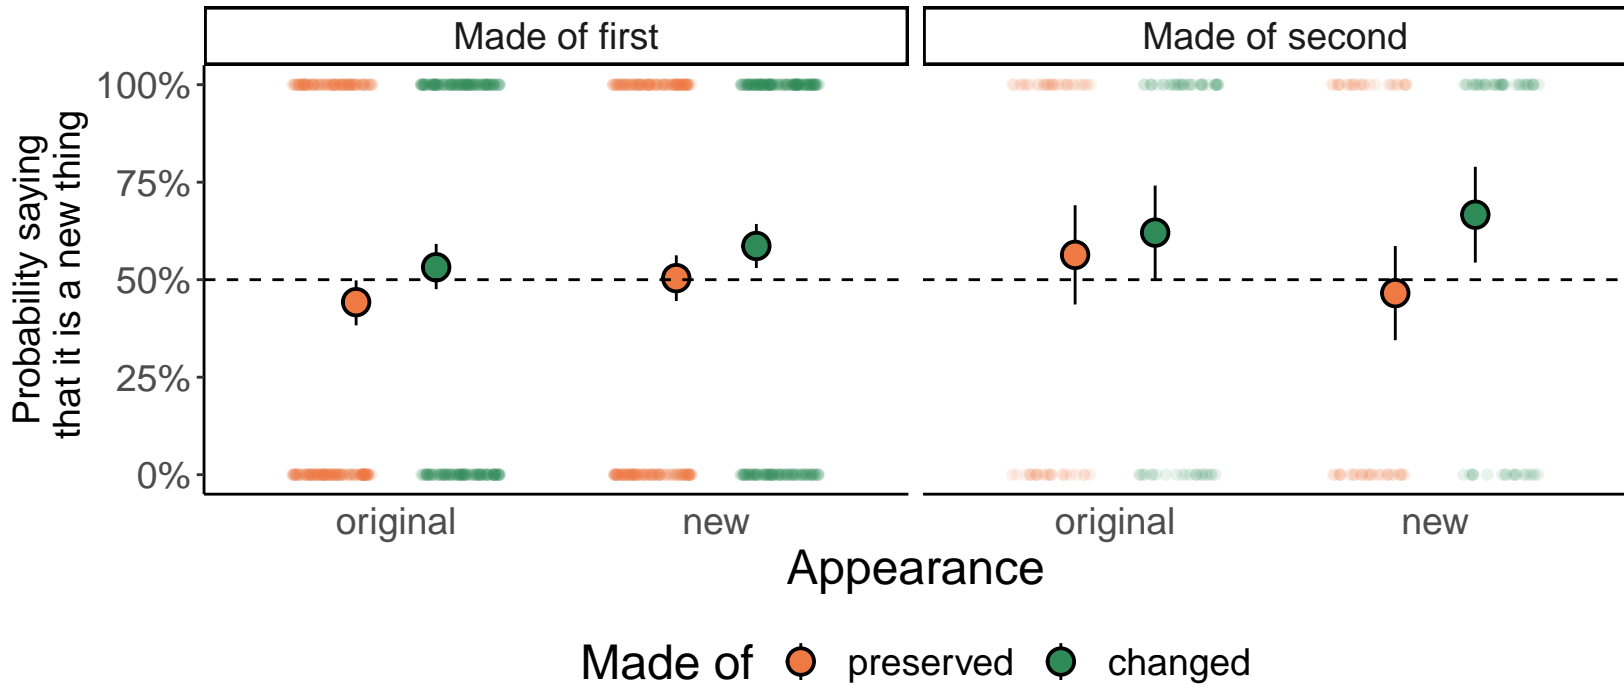 Made of first
Made of second
Probability saying
that it is a new thing
100%
75%
50%
25%
0%
original
new
original
new
Appearance
Made of
preserved
changed